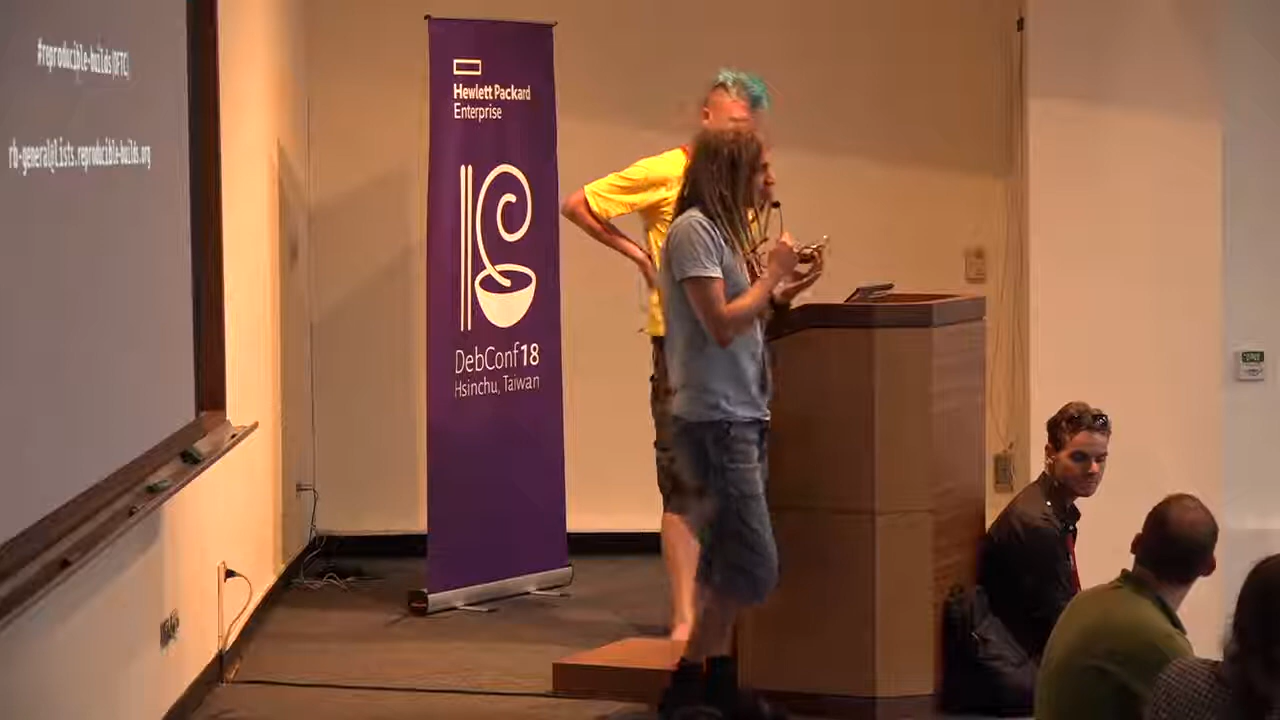 #reproducible-builds (OFTC)
rb-general@lists.reproducible-builds.org
Hewlett Packard
Enterprise
DebConf18
Hsinchu, Taiwan